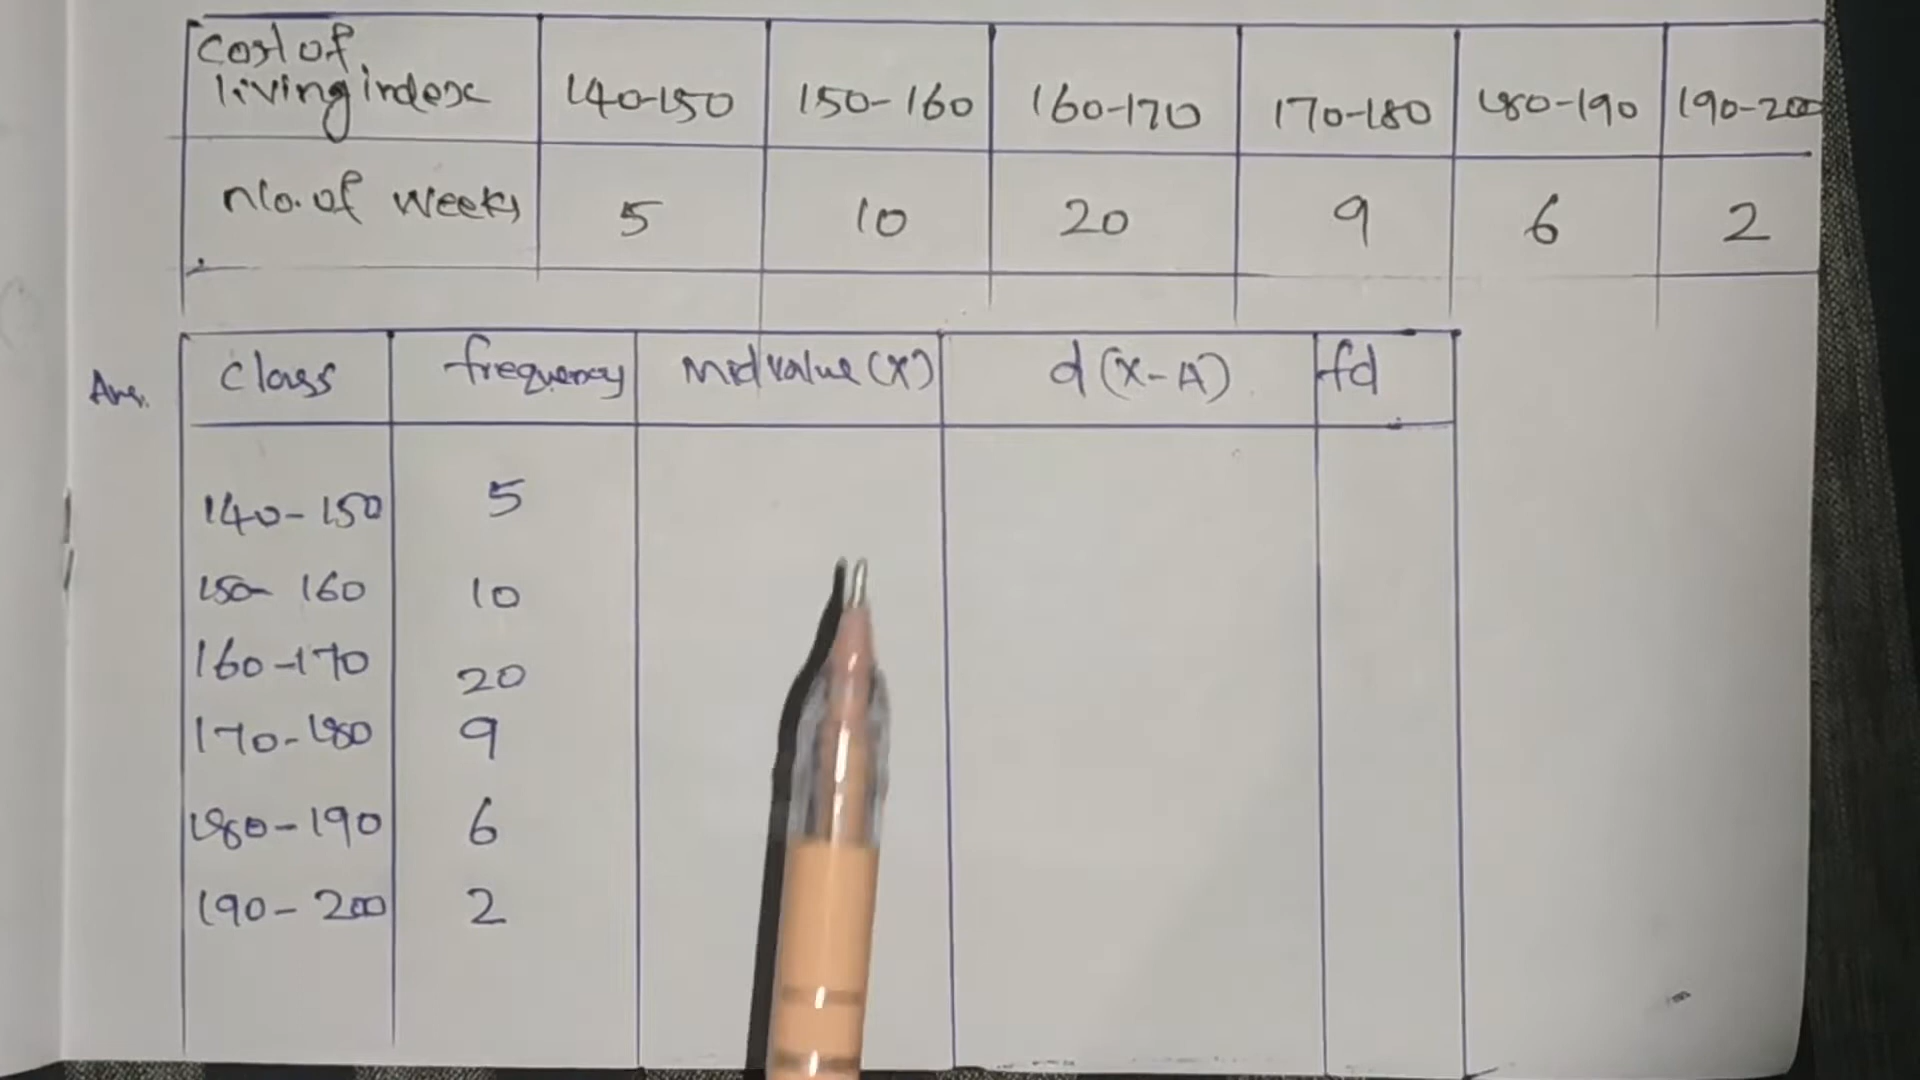 Cost of
living index 140-150 150-160 160-170 170-180 180-190 190-200
No. of weeks 5 10 20 9 6 2
Ans. class frequency Mid value (X) d (X-A) fd
140-150 5
150-160 10
160-170 20
170-180 9
180-190 6
190-200 2